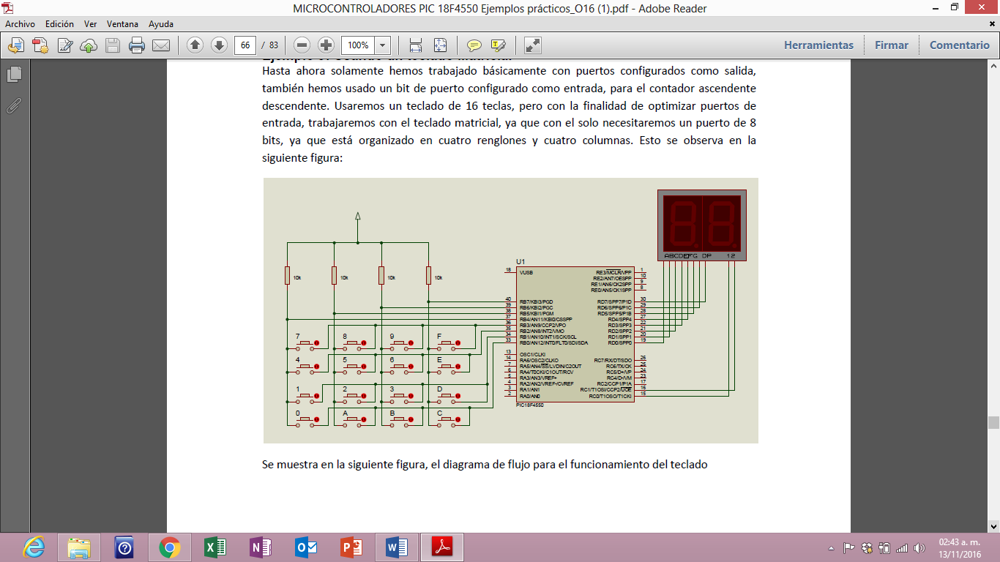 MICROCONTROLADORES PIC 18F4550 Ejemplos prácticos_O16 (1).pdf - Adobe Reader
Archivo Edición Ver Ventana Ayuda
66 / 83 100% Herramientas Firmar Comentario
Hasta ahora solamente hemos trabajado básicamente con puertos configurados como salida,
también hemos usado un bit de puerto configurado como entrada, para el contador ascendente
descendente. Usaremos un teclado de 16 teclas, pero con la finalidad de optimizar puertos de
entrada, trabajaremos con el teclado matricial, ya que con el solo necesitaremos un puerto de 8
bits, ya que está organizado en cuatro renglones y cuatro columnas. Esto se observa en la
siguiente figura:
ABCDEFG DP 12
U1
10k 10k 10k 10k
18 VUSB RE3/MCLR/VPP 1
RE2/AN7/OESPP 10
RE1/AN6/CK2SPP 9
RE0/AN5/CK1SPP 8
40 RB7/KBI3/PGD RD7/SPP7/P1D 30
39 RB6/KBI2/PGC RD6/SPP6/P1C 29
38 RB5/KBI1/PGM RD5/SPP5/P1B 28
37 RB4/AN11/KBI0/CSSPP RD4/SPP4 27
36 RB3/AN9/CCP2/VPO RD3/SPP3 22
35 RB2/AN8/INT2/VMO RD2/SPP2 21
34 RB1/AN10/INT1/SCK/SCL RD1/SPP1 20
33 RB0/AN12/INT0/FLT0/SDI/SDA RD0/SPP0 19
13 OSC1/CLKI
14 RA6/OSC2/CLKO RC7/RX/DT/SDO 26
7 RA5/AN4/SS/LVDIN/C2OUT RC6/TX/CK 25
6 RA4/T0CKI/C1OUT/RCV RC5/D+/VP 24
5 RA3/AN3/VREF+ RC4/D-/VM 23
4 RA2/AN2/VREF-/CVREF RC2/CCP1/P1A 17
3 RA1/AN1 RC1/T1OSI/CCP2/UOE 16
2 RA0/AN0 RC0/T1OSO/T1CKI 15
PIC18F4550
7 8 9 F
4 5 6 E
1 2 3 D
0 A B C
Se muestra en la siguiente figura, el diagrama de flujo para el funcionamiento del teclado
02:43 a. m.
13/11/2016